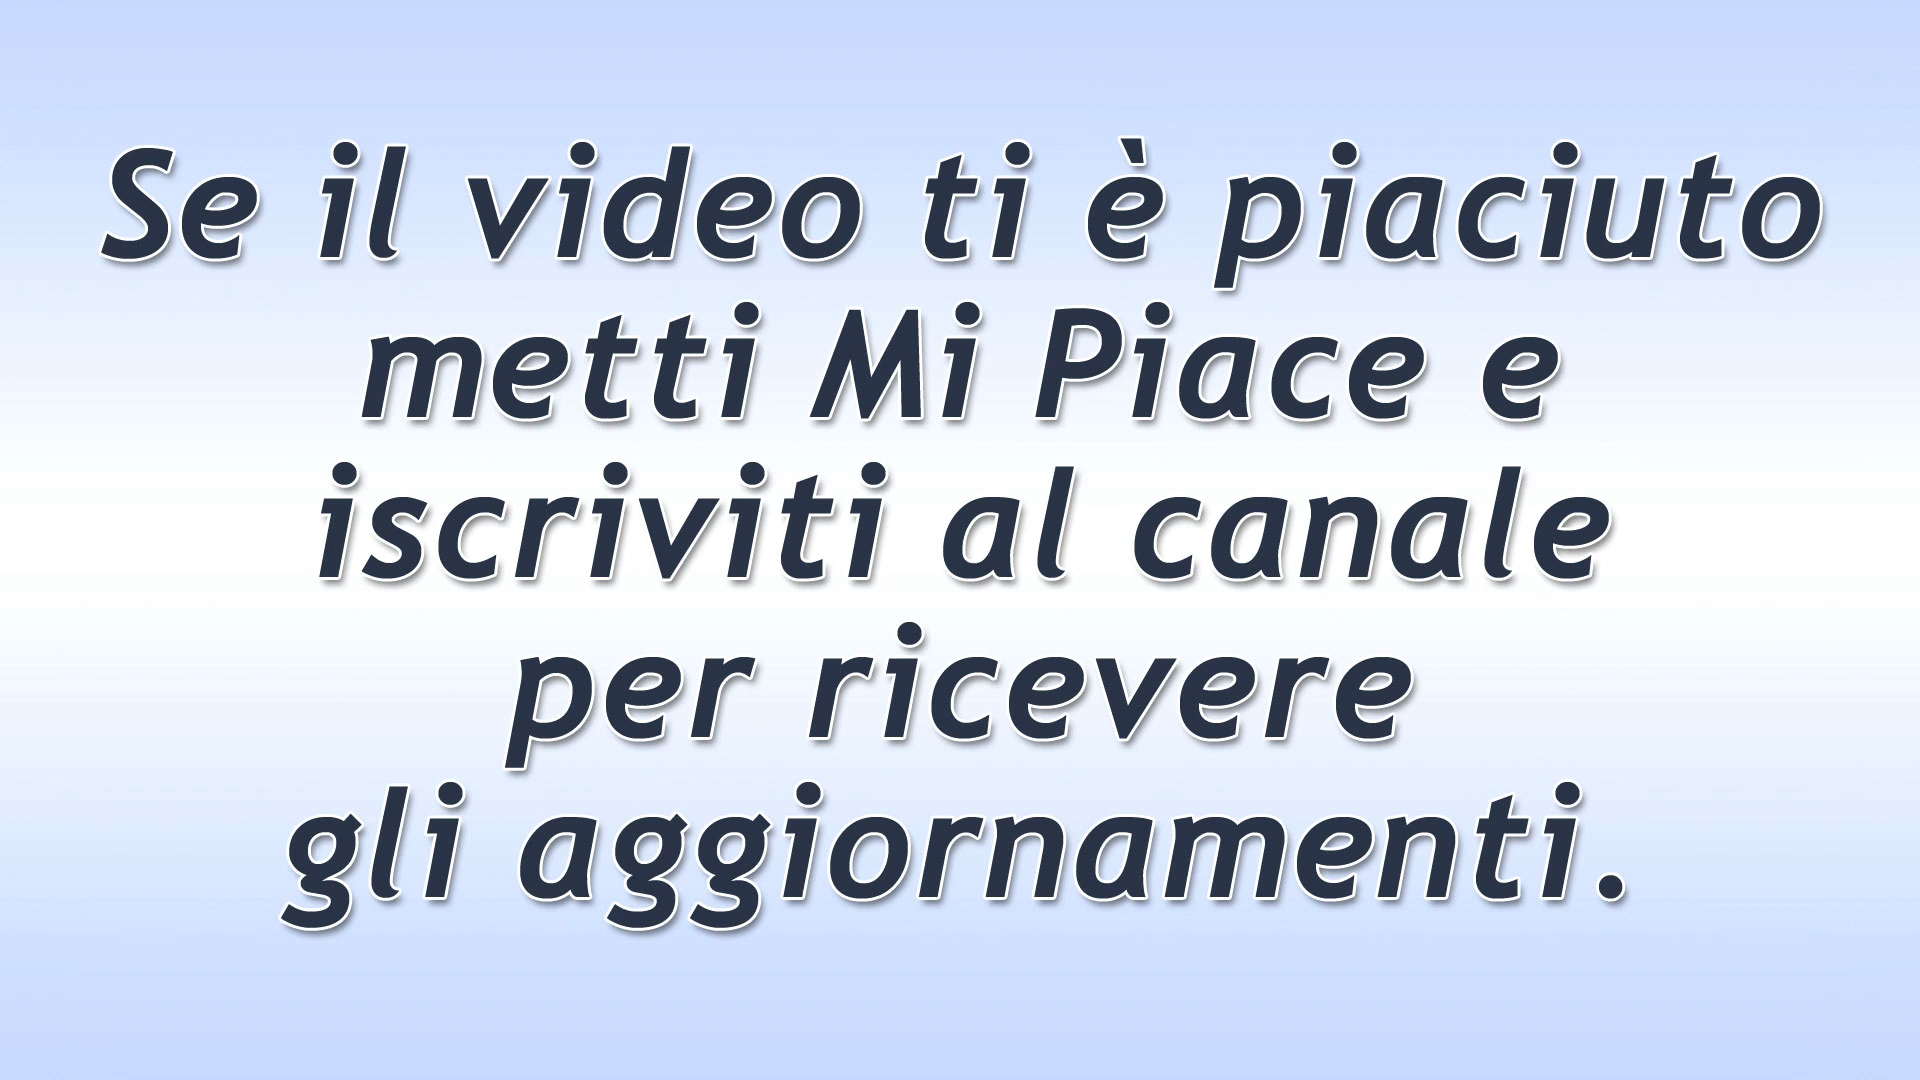 Se il video ti è piaciuto
metti Mi Piace e
iscriviti al canale
per ricevere
gli aggiornamenti.